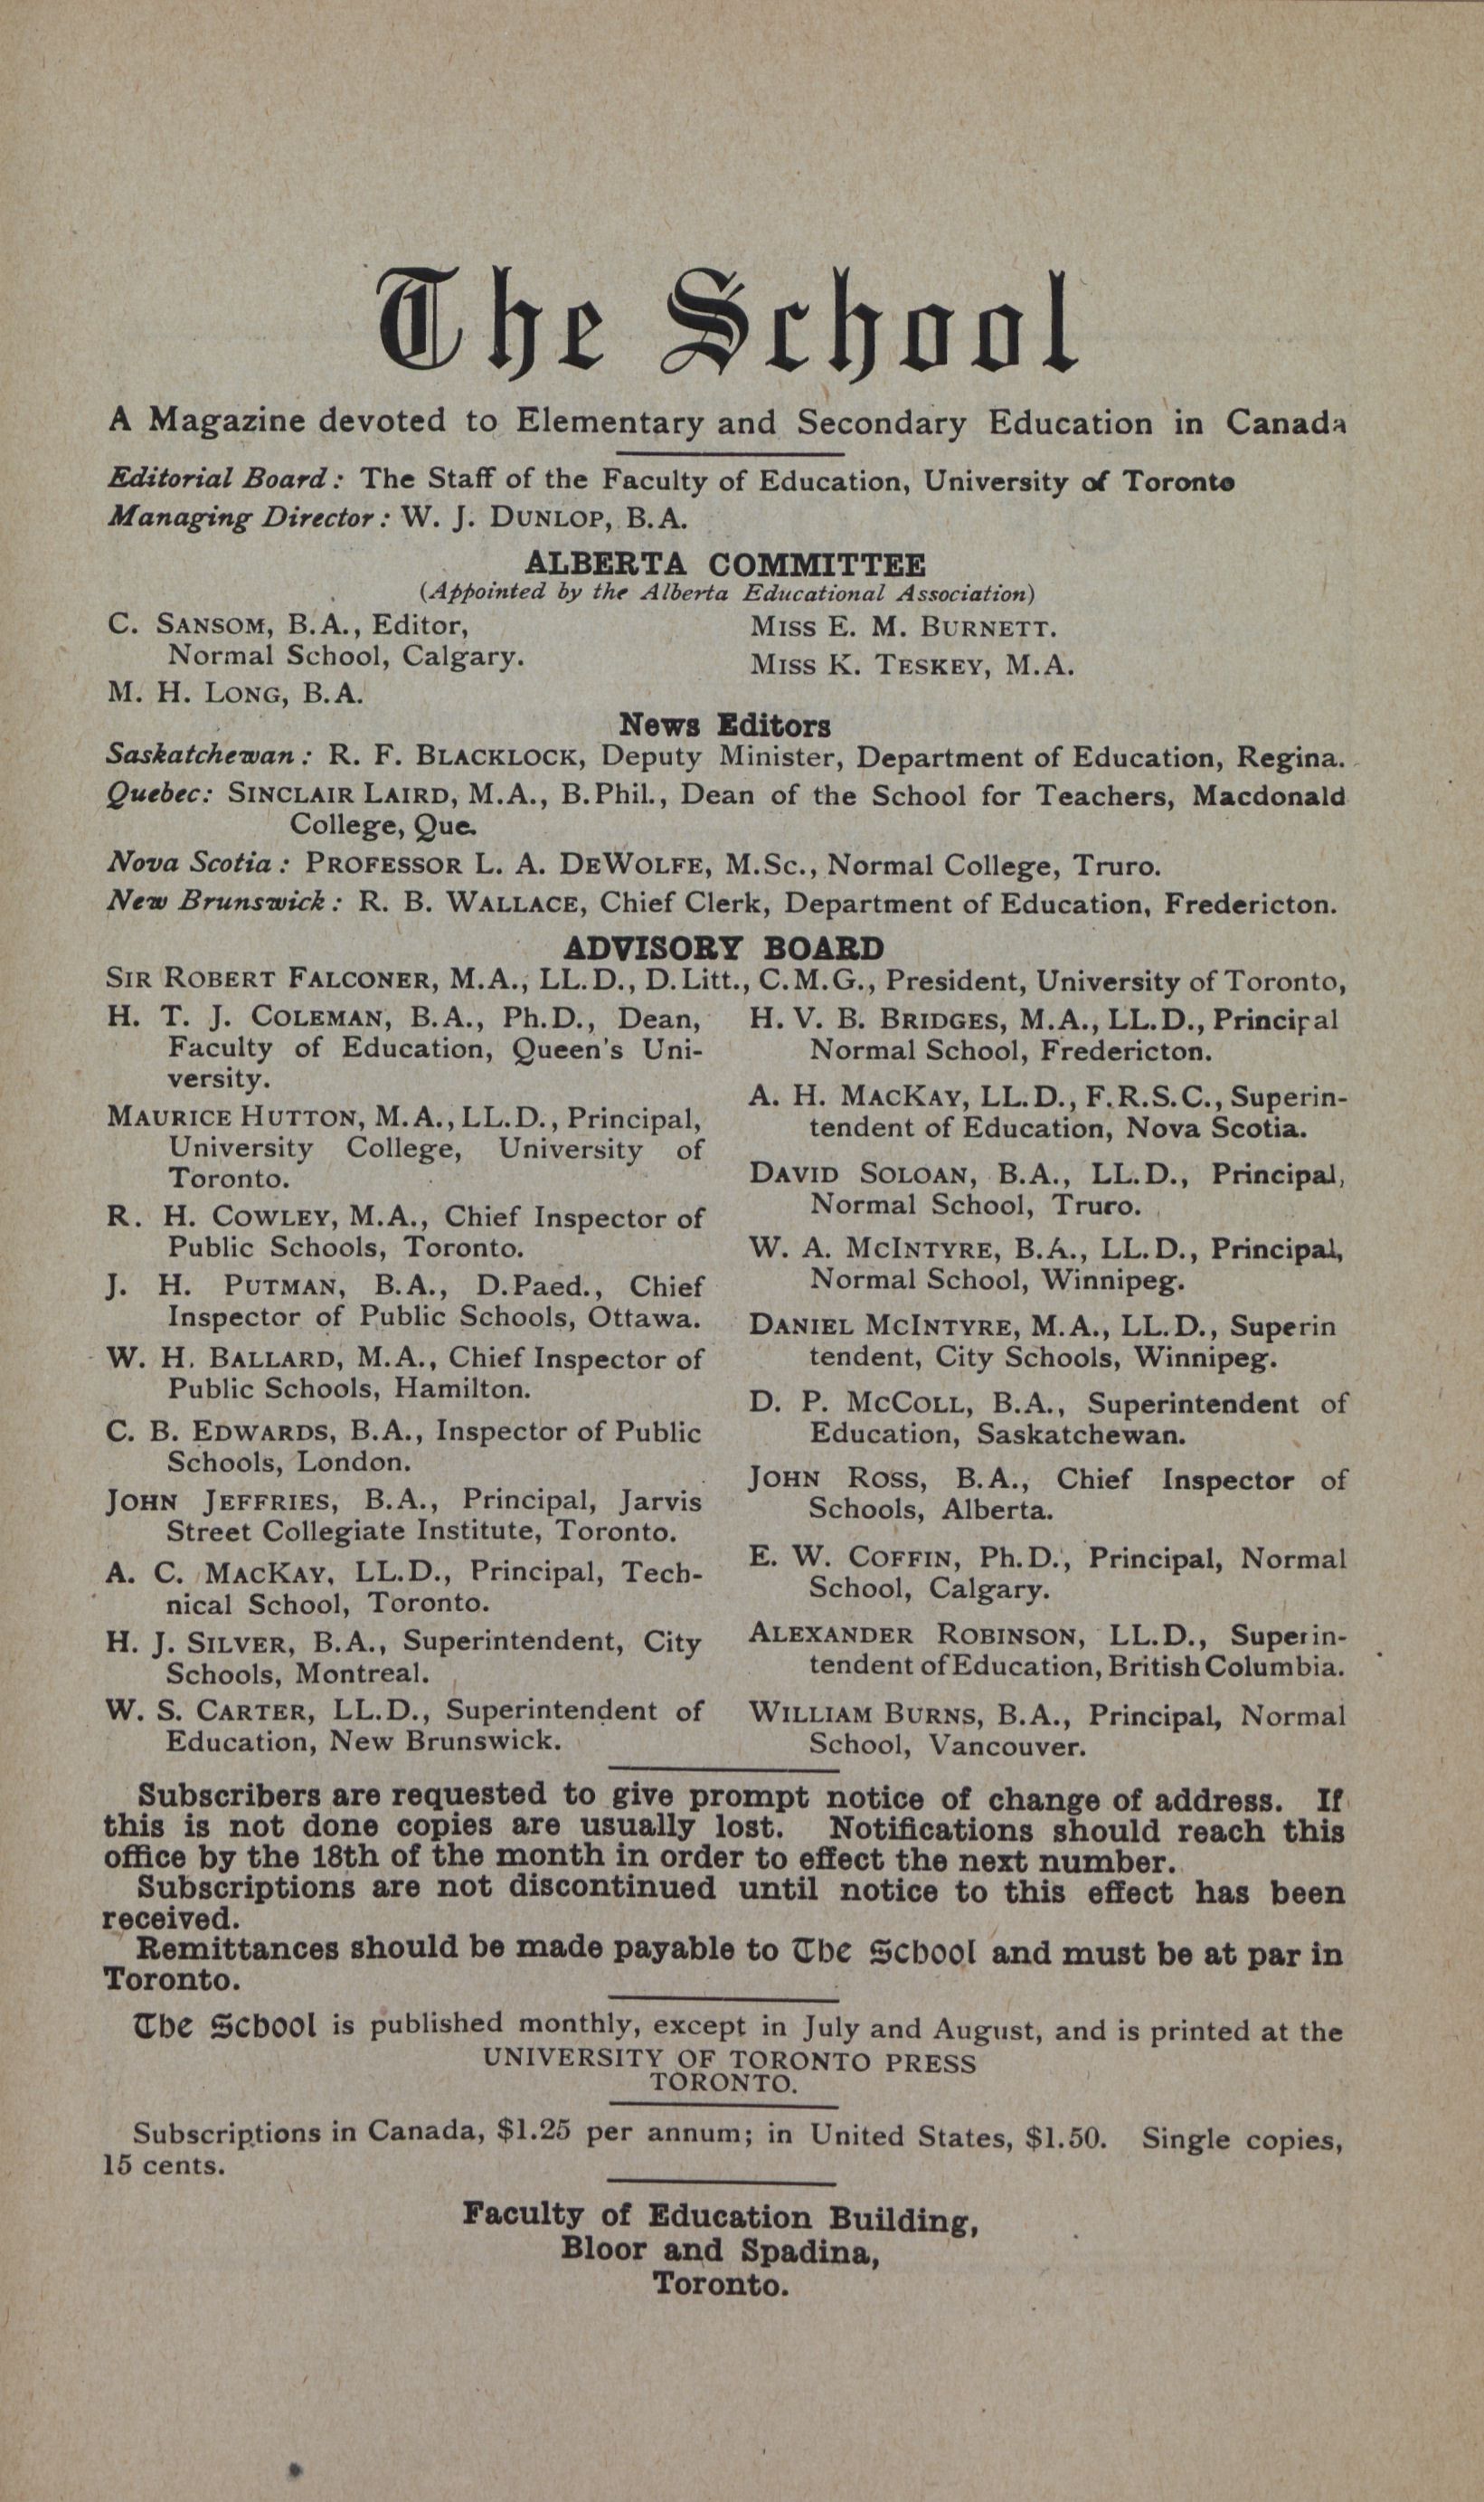 The School
A Magazine devoted to Elementary and Secondary Education in Canada
Editorial Board: The Staff of the Faculty of Education, University of Toronto
Managing Director: W. J. DUNLOP, B.A.
ALBERTA COMMITTEE
(Appointed by the Alberta Educational Association)
C. SANSOM, B.A., Editor,
Normal School, Calgary.
M. H. LONG, B.A.
MISS E. M. BURNETT.
MISS K. TESKEY, M.A.
News Editors
Saskatchewan: R. F. BLACKLOCK, Deputy Minister, Department of Education, Regina.
Quebec: SINCLAIR LAIRD, M.A., B.Phil., Dean of the School for Teachers, Macdonald
College, Que.
Nova Scotia: PROFESSOR L. A. DEWOLFE, M.Sc., Normal College, Truro.
New Brunswick: R. B. WALLACE, Chief Clerk, Department of Education, Fredericton.
ADVISORY BOARD
SIR ROBERT FALCONER, M.A., LL.D., D.Litt., C.M.G., President, University of Toronto,
H. T. J. COLEMAN, B.A., Ph.D., Dean,
Faculty of Education, Queen's Uni-
versity.
MAURICE HUTTON, M.A., LL.D., Principal,
University College, University of
Toronto.
R. H. COWLEY, M.A., Chief Inspector of
Public Schools, Toronto.
J. H. PUTMAN, B.A., D.Paed., Chief
Inspector of Public Schools, Ottawa.
W. H. BALLARD, M.A., Chief Inspector of
Public Schools, Hamilton.
C. B. EDWARDS, B.A., Inspector of Public
Schools, London.
JOHN JEFFRIES, B.A., Principal, Jarvis
Street Collegiate Institute, Toronto.
A. C. MACKAY, LL.D., Principal, Tech-
nical School, Toronto.
H. J. SILVER, B.A., Superintendent, City
Schools, Montreal.
W. S. CARTER, LL.D., Superintendent of
Education, New Brunswick.
H. V. B. BRIDGES, M.A., LL.D., Principal
Normal School, Fredericton.
A. H. MACKAY, LL.D., F.R.S.C., Superin-
tendent of Education, Nova Scotia.
DAVID SOLOAN, B.A., LL.D., Principal,
Normal School, Truro.
W. A. MCINTYRE, B.A., LL.D., Principal,
Normal School, Winnipeg.
DANIEL MCINTYRE, M.A., LL.D., Superin
tendent, City Schools, Winnipeg.
D. P. MCCOLL, B.A., Superintendent of
Education, Saskatchewan.
JOHN ROSS, B.A., Chief Inspector of
Schools, Alberta.
E. W. COFFIN, Ph.D., Principal, Normal
School, Calgary.
ALEXANDER ROBINSON, LL.D., Superin-
tendent of Education, British Columbia.
WILLIAM BURNS, B.A., Principal, Normal
School, Vancouver.
Subscribers are requested to give prompt notice of change of address. If
this is not done copies are usually lost. Notifications should reach this
office by the 18th of the month in order to effect the next number.
Subscriptions are not discontinued until notice to this effect has been
received.
Remittances should be made payable to The School and must be at par in
Toronto.
The School is published monthly, except in July and August, and is printed at the
UNIVERSITY OF TORONTO PRESS
TORONTO.
Subscriptions in Canada, $1.25 per annum; in United States, $1.50. Single copies,
15 cents.
Faculty of Education Building,
Bloor and Spadina,
Toronto.